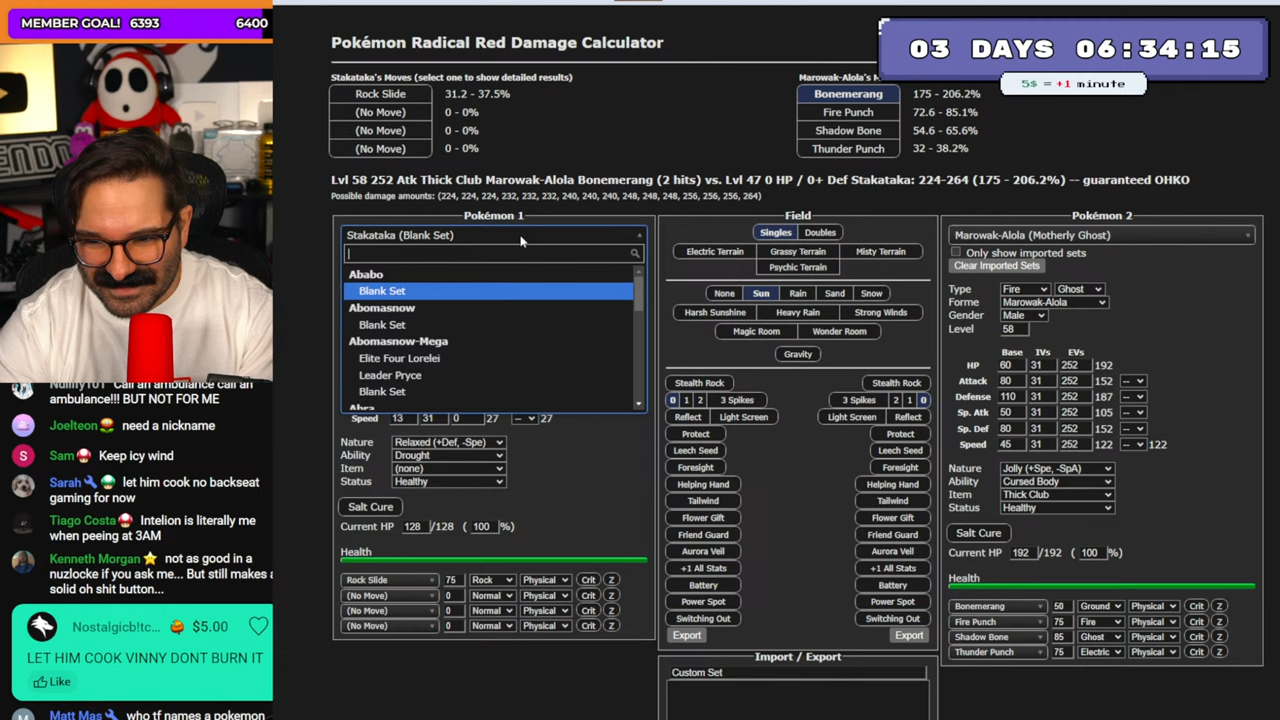 MEMBER GOAL! 6393 6400
Pokémon Radical Red Damage Calculator
03 DAYS 06:34:15
5$ = +1 minute
Stakataka's Moves (select one to show detailed results)
Rock Slide 31.2 - 37.5%
(No Move) 0 - 0%
(No Move) 0 - 0%
(No Move) 0 - 0%
Marowak-Alola's M
Bonemerang 175 - 206.2%
Fire Punch 72.6 - 85.1%
Shadow Bone 54.6 - 65.6%
Thunder Punch 32 - 38.2%
Lvl 58 252 Atk Thick Club Marowak-Alola Bonemerang (2 hits) vs. Lvl 47 0 HP / 0+ Def Stakataka: 224-264 (175 - 206.2%) -- guaranteed OHKO
Possible damage amounts: (224, 224, 224, 232, 232, 232, 240, 240, 240, 248, 248, 248, 256, 256, 256, 264)
Pokémon 1
Stakataka (Blank Set)
Ababo
Blank Set
Abomasnow
Blank Set
Abomasnow-Mega
Elite Four Lorelei
Leader Pryce
Blank Set
Abra
Speed 13 31 0 27 -- 27
Nature Relaxed (+Def, -Spe)
Ability Drought
Item (none)
Status Healthy
Salt Cure
Current HP 128 /128 ( 100 %)
Health
Rock Slide 75 Rock Physical Crit Z
(No Move) 0 Normal Physical Crit Z
(No Move) 0 Normal Physical Crit Z
(No Move) 0 Normal Physical Crit Z
Field
Singles Doubles
Electric Terrain Grassy Terrain Misty Terrain
Psychic Terrain
None Sun Rain Sand Snow
Harsh Sunshine Heavy Rain Strong Winds
Magic Room Wonder Room
Gravity
Stealth Rock Stealth Rock
0 1 2 3 Spikes 3 Spikes 2 1 0
Reflect Light Screen Light Screen Reflect
Protect Protect
Leech Seed Leech Seed
Foresight Foresight
Helping Hand Helping Hand
Tailwind Tailwind
Flower Gift Flower Gift
Friend Guard Friend Guard
Aurora Veil Aurora Veil
+1 All Stats +1 All Stats
Battery Battery
Power Spot Power Spot
Switching Out Switching Out
Export Export
Import / Export
Custom Set
Pokémon 2
Marowak-Alola (Motherly Ghost)
Only show imported sets
Clear Imported Sets
Type Fire Ghost
Forme Marowak-Alola
Gender Male
Level 58
Base IVs EVs
HP 60 31 252 192
Attack 80 31 252 152 --
Defense 110 31 252 187 --
Sp. Atk 50 31 252 105 --
Sp. Def 80 31 252 152 --
Speed 45 31 252 122 -- 122
Nature Jolly (+Spe, -SpA)
Ability Cursed Body
Item Thick Club
Status Healthy
Salt Cure
Current HP 192 /192 ( 100 %)
Health
Bonemerang 50 Ground Physical Crit Z
Fire Punch 75 Fire Physical Crit Z
Shadow Bone 85 Ghost Physical Crit Z
Thunder Punch 75 Electric Physical Crit Z
Call an ambulance call an
ambulance!!! BUT NOT FOR ME
Joelteon need a nickname
S Sam Keep icy wind
Sarah let him cook no backseat
gaming for now
Tiago Costa Intelion is literally me
when peeing at 3AM
Kenneth Morgan not as good in a
nuzlocke if you ask me... But still makes a
solid oh shit button...
Nostalgicb!tc... $5.00
LET HIM COOK VINNY DONT BURN IT
Like
Matt Mas who tf names a pokemon